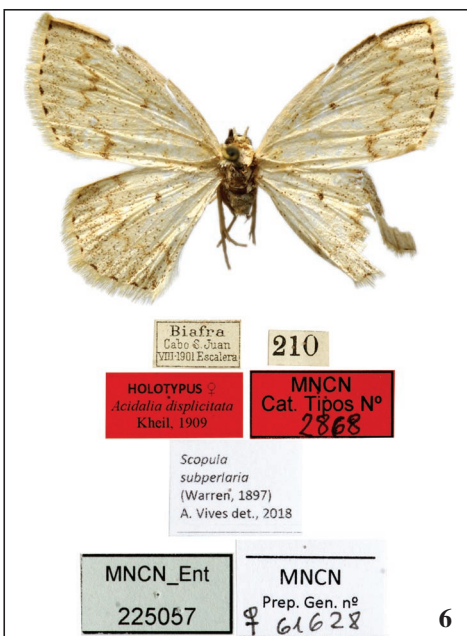 Biafra
Cabo S. Juan
VIII-1901 Escalera
210
HOLOTYPUS ♀
Acidalia displicitata
Kheil, 1909
MNCN
Cat. Tipos Nº
2868
Scopula
subperlaria
(Warren, 1897)
A. Vives det., 2018
MNCN_Ent
225057
MNCN
Prep. Gen. nº
♀ 61628
6